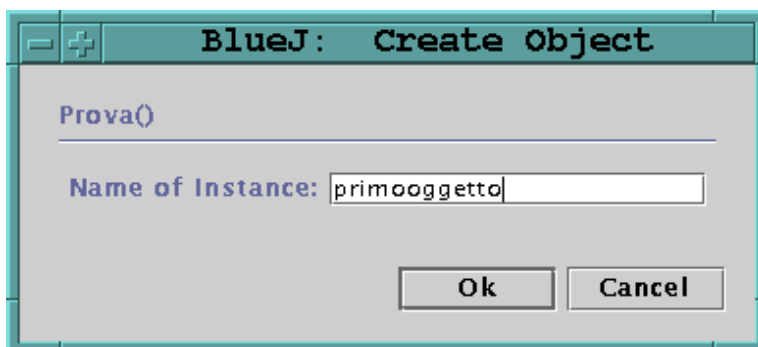 BlueJ: Create Object
Prova()
Name of Instance: primooggetto
Ok Cancel